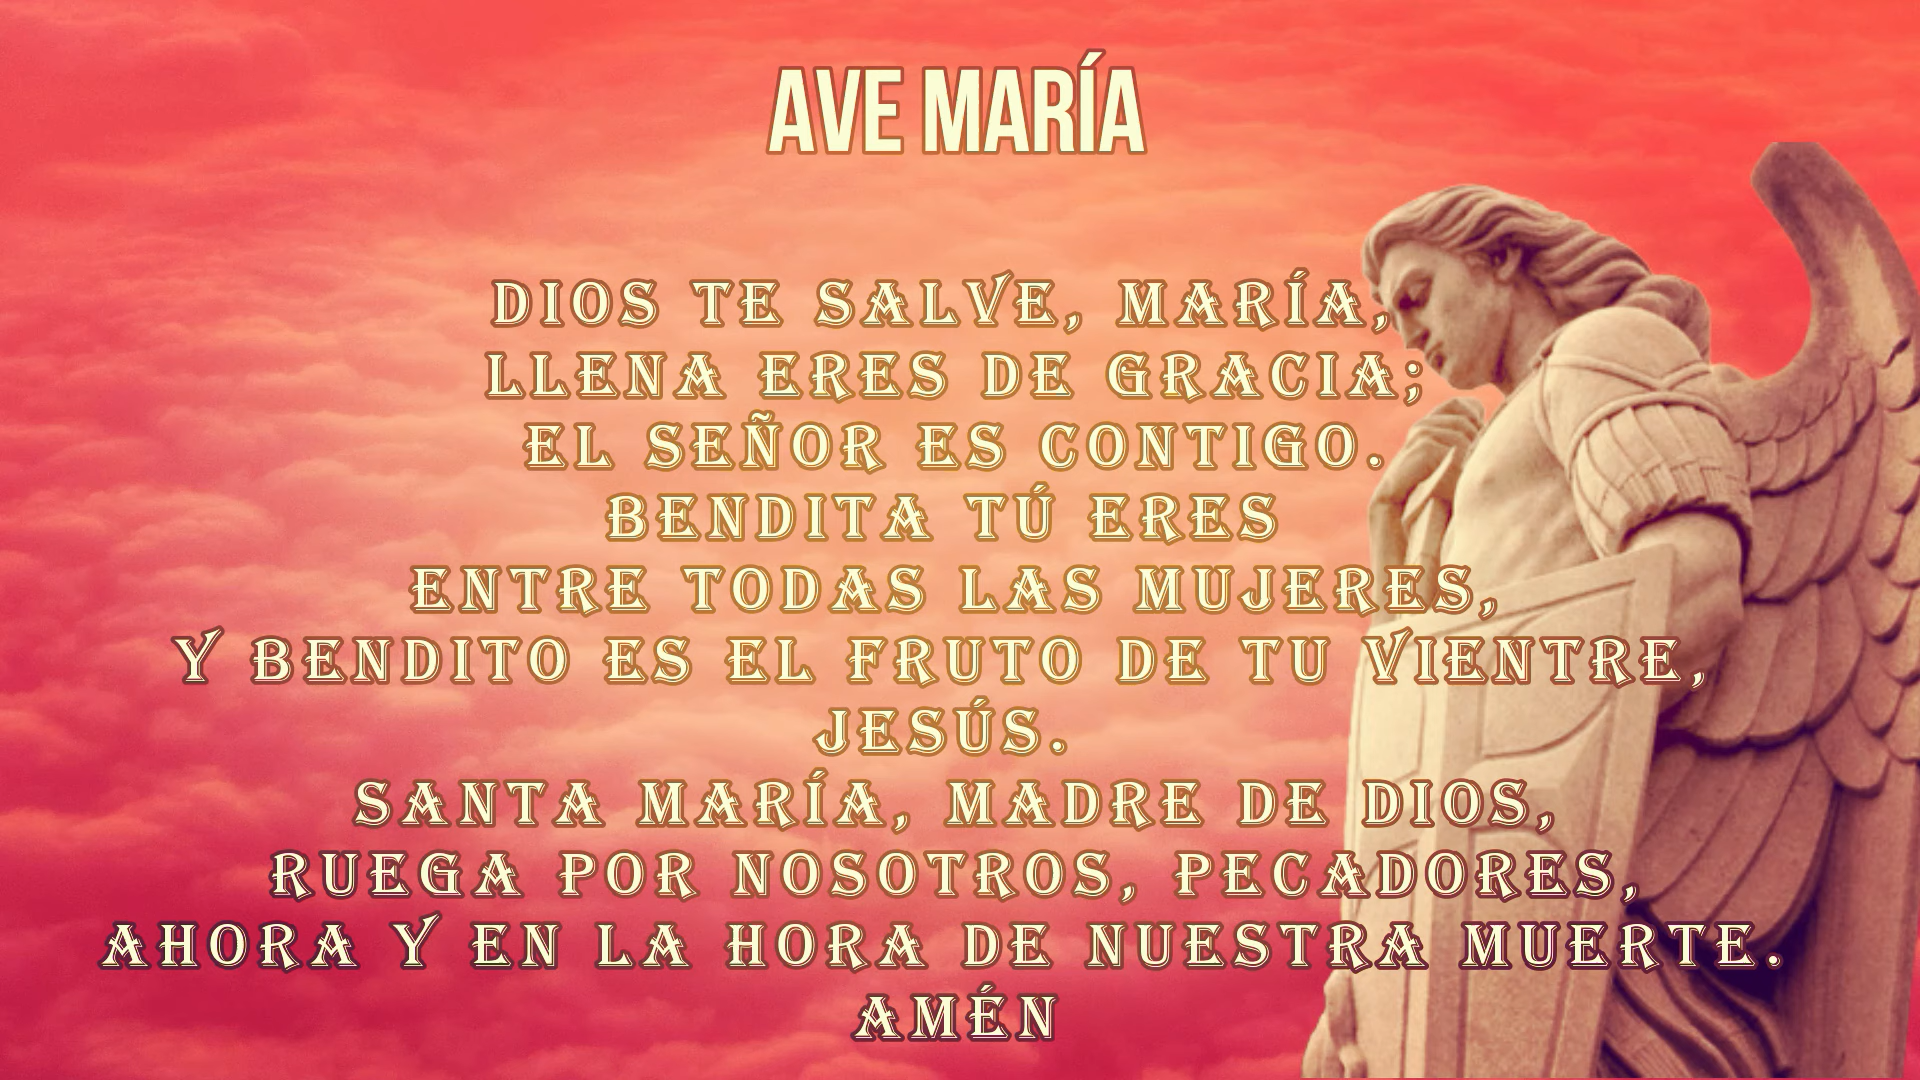 AVE MARÍA
DIOS TE SALVE, MARÍA,
LLENA ERES DE GRACIA;
EL SEÑOR ES CONTIGO.
BENDITA TÚ ERES
ENTRE TODAS LAS MUJERES,
Y BENDITO ES EL FRUTO DE TU VIENTRE,
JESÚS.
SANTA MARÍA, MADRE DE DIOS,
RUEGA POR NOSOTROS, PECADORES,
AHORA Y EN LA HORA DE NUESTRA MUERTE.
AMÉN